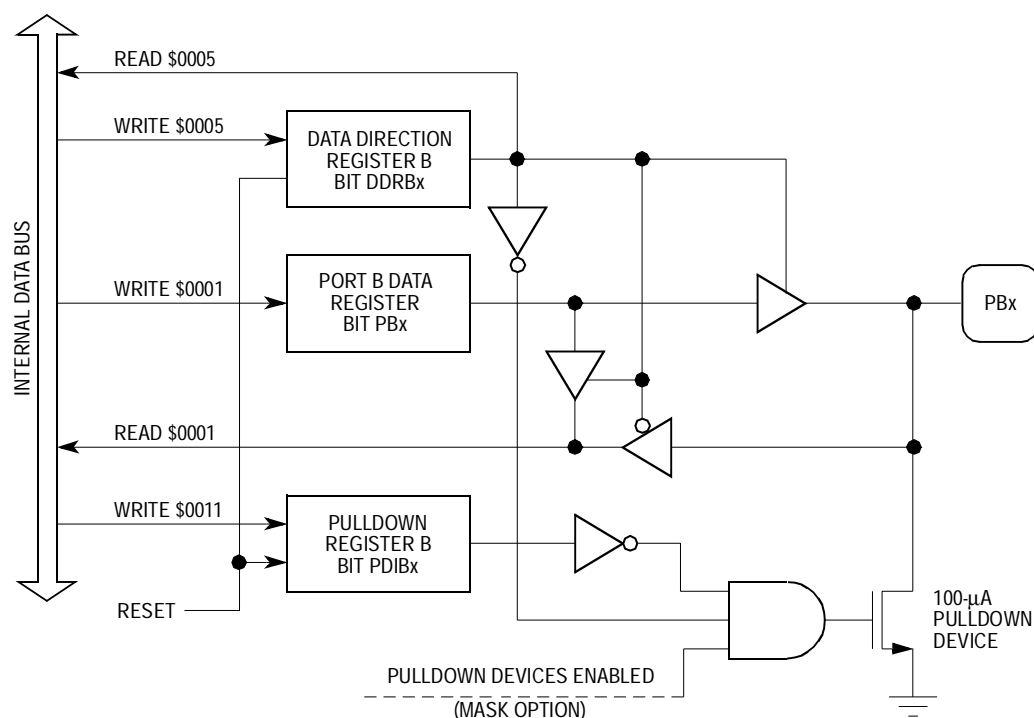 READ $0005
WRITE $0005
DATA DIRECTION
REGISTER B
BIT DDRBx
INTERNAL DATA BUS
WRITE $0001
PORT B DATA
REGISTER
BIT PBx
PBx
READ $0001
WRITE $0011
PULLDOWN
REGISTER B
BIT PDIBx
RESET
100-µA
PULLDOWN
DEVICE
PULLDOWN DEVICES ENABLED
(MASK OPTION)